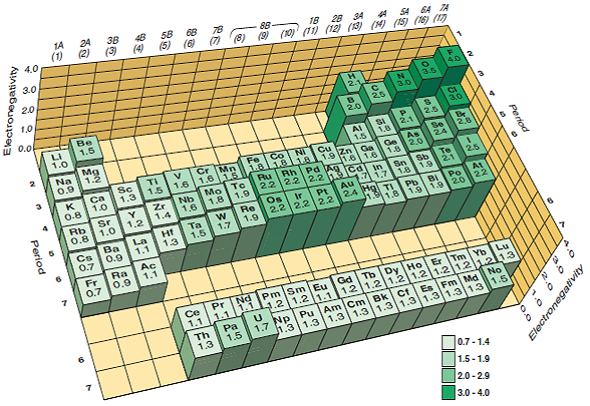 1A 2A 3B 4B 5B 6B 7B 8B 1B 2B 3A 4A 5A 6A 7A
(1) (2) (3) (4) (5) (6) (7) (8) (9) (10) (11) (12) (13) (14) (15) (16) (17)
Electronegativity
4.0
3.0
2.0
1.0
0.0
H 2.1
Li 1.0 Be 1.5 B 2.0 C 2.5 N 3.0 O 3.5 F 4.0
Na 0.9 Mg 1.2 Al 1.5 Si 1.8 P 2.1 S 2.5 Cl 3.0
K 0.8 Ca 1.0 Sc 1.3 Ti 1.5 V 1.6 Cr 1.6 Mn 1.5 Fe 1.8 Co 1.8 Ni 1.8 Cu 1.9 Zn 1.6 Ga 1.6 Ge 1.8 As 2.0 Se 2.4 Br 2.8
Rb 0.8 Sr 1.0 Y 1.2 Zr 1.4 Nb 1.6 Mo 1.8 Tc 1.9 Ru 2.2 Rh 2.2 Pd 2.2 Ag Cd 1.7 In 1.7 Sn 1.8 Sb 1.9 Te 2.1 I 2.5
Cs 0.7 Ba 0.9 La 1.1 Hf 1.3 Ta 1.5 W 1.7 Re 1.9 Os 2.2 Ir 2.2 Pt 2.2 Au 2.4 Hg 1.9 Tl 1.8 Pb 1.8 Bi 1.9 Po 2.0 At 2.2
Fr 0.7 Ra 0.9 Ac 1.1
Ce 1.1 Pr 1.1 Nd 1.1 Pm 1.2 Sm 1.2 Eu 1.1 Gd 1.2 Tb 1.2 Dy 1.2 Ho 1.2 Er 1.2 Tm 1.2 Yb 1.2 Lu 1.3
Th 1.3 Pa 1.5 U 1.7 Np 1.3 Pu 1.3 Am 1.3 Cm 1.3 Bk 1.3 Cf 1.3 Es 1.3 Fm 1.3 Md 1.3 No 1.5
2
3
4
5
6
7
Period
6
7
1
2
3
4
5
6
Period
6
7
4.0
3.0
2.0
1.0
0.0
Electronegativity
0.7 - 1.4
1.5 - 1.9
2.0 - 2.9
3.0 - 4.0